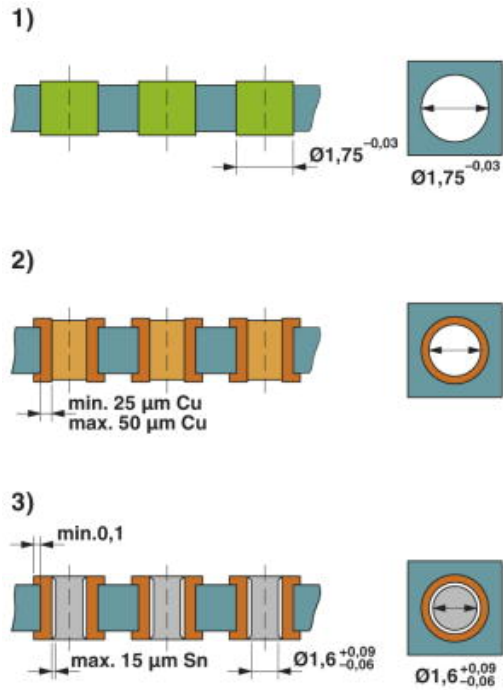 1)
Ø1,75 -0,03
Ø1,75 -0,03
2)
min. 25 µm Cu
max. 50 µm Cu
3)
min.0,1
max. 15 µm Sn
Ø1,6 +0,09 -0,06
Ø1,6 +0,09 -0,06